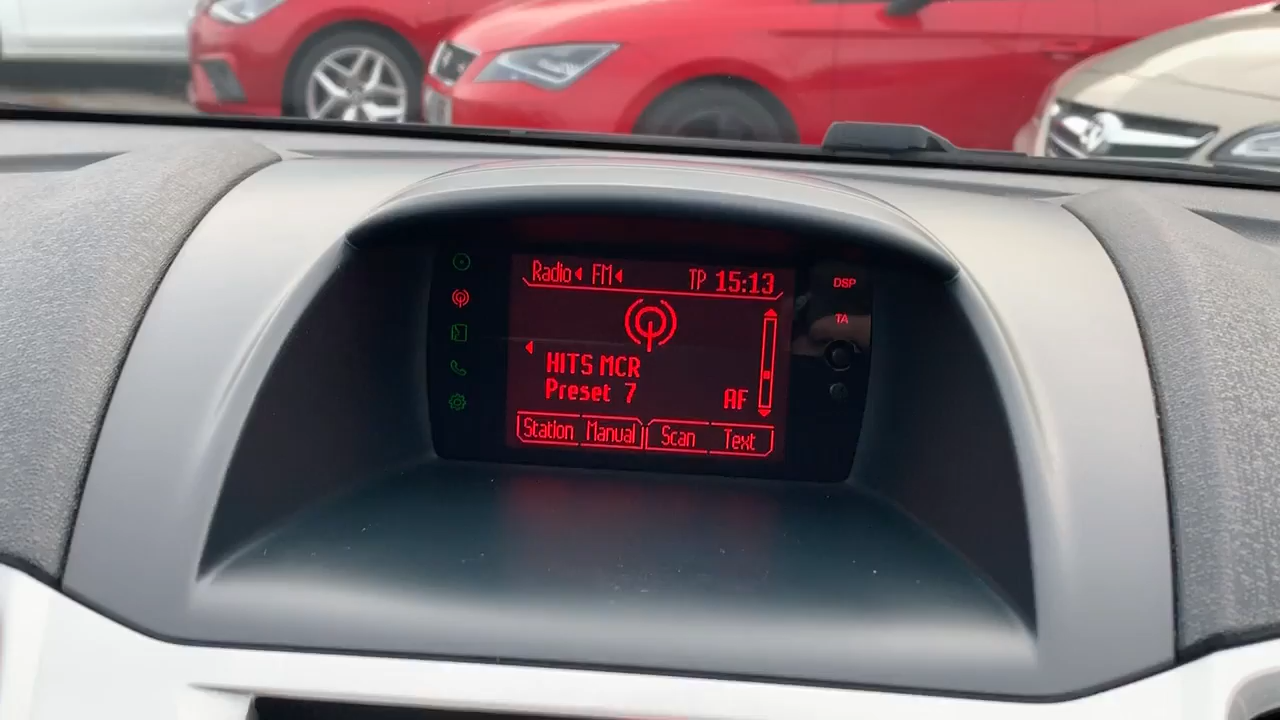 Radio FM TP 15:13
DSP
TA
HITS MCR
Preset 7
AF
Station Manual Scan Text